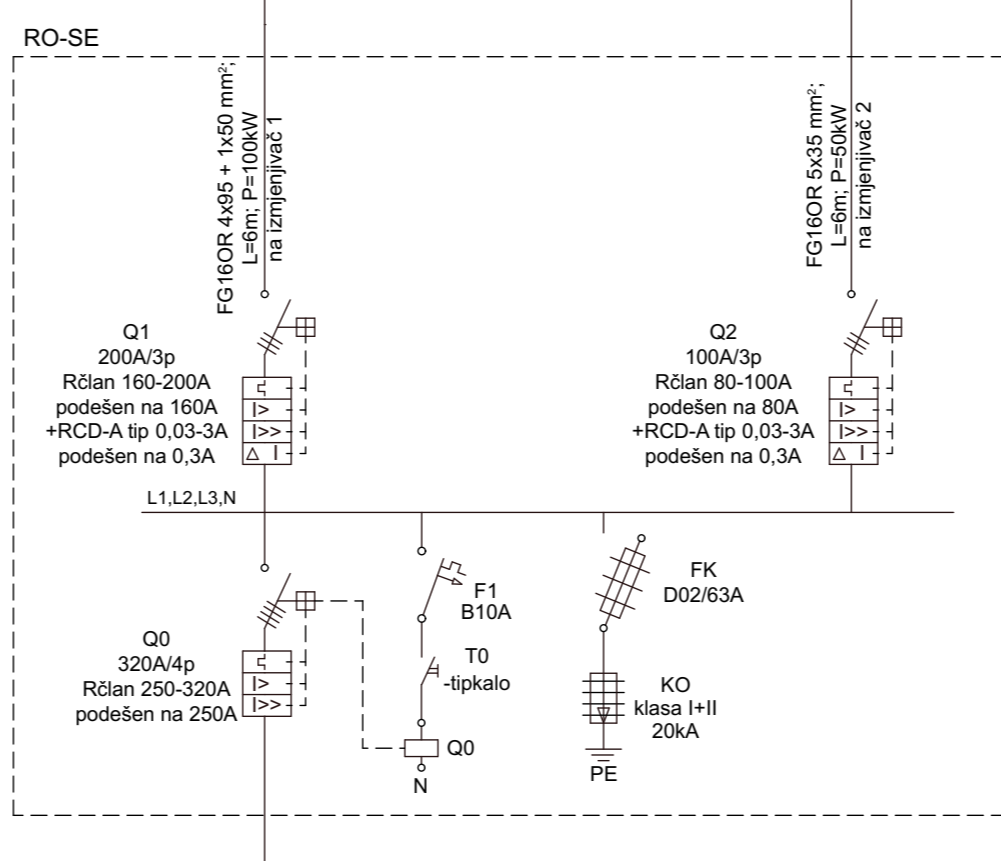 RO-SE
FG16OR 4x95 + 1x50 mm²;
L=6m; P=100kW
na izmjenjivač 1
FG16OR 5x35 mm²;
L=6m; P=50kW
na izmjenjivač 2
Q1
200A/3p
Rčlan 160-200A
podešen na 160A
+RCD-A tip 0,03-3A
podešen na 0,3A
I>
I>>
△ I
Q2
100A/3p
Rčlan 80-100A
podešen na 80A
+RCD-A tip 0,03-3A
podešen na 0,3A
I>
I>>
△ I
L1,L2,L3,N
Q0
320A/4p
Rčlan 250-320A
podešen na 250A
I>
I>>
F1
B10A
T0
-tipkalo
Q0
N
FK
D02/63A
KO
klasa I+II
20kA
PE